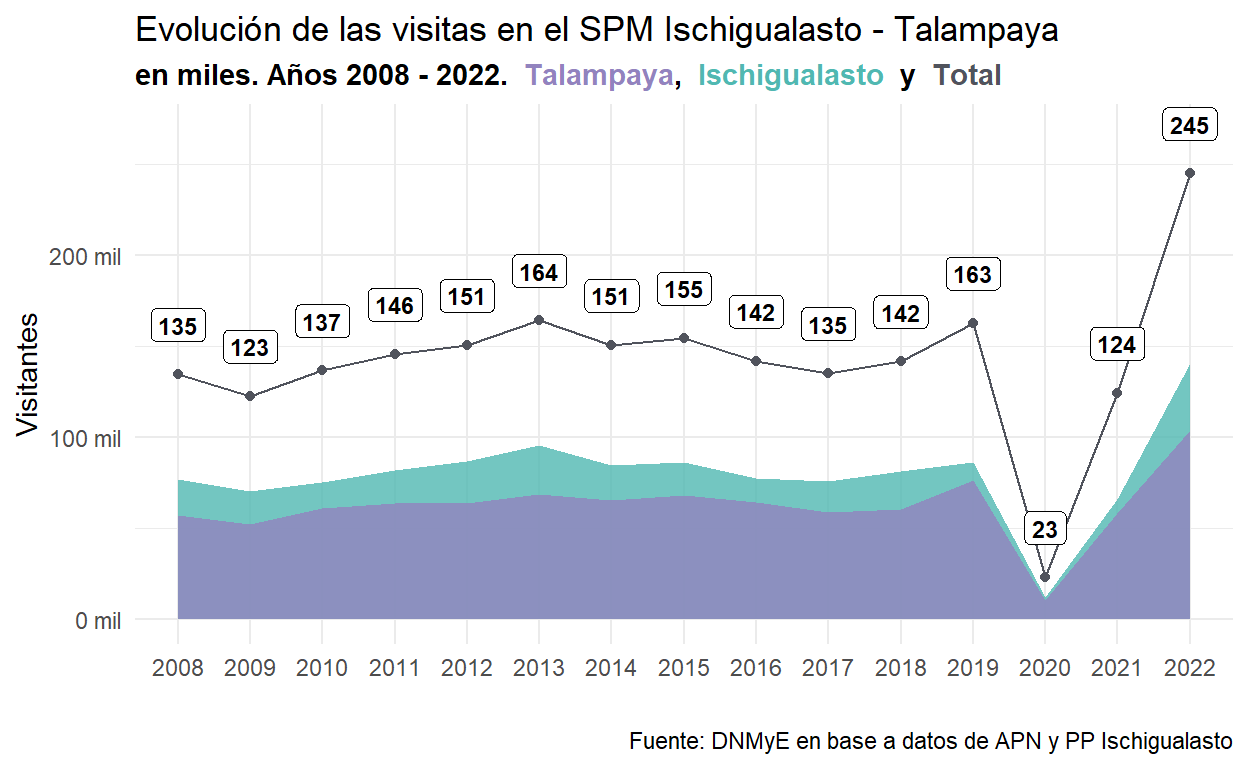 Evolución de las visitas en el SPM Ischigualasto - Talampaya
en miles. Años 2008 - 2022. Talampaya, Ischigualasto y Total
245
200 mil
164
163
155
151
151
146
142
142
137
135
135
124
123
Visitantes
100 mil
23
0 mil
2008 2009 2010 2011 2012 2013 2014 2015 2016 2017 2018 2019 2020 2021 2022
Fuente: DNMyE en base a datos de APN y PP Ischigualasto